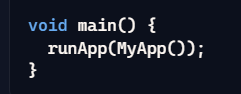 void main() {
  runApp(MyApp());
}